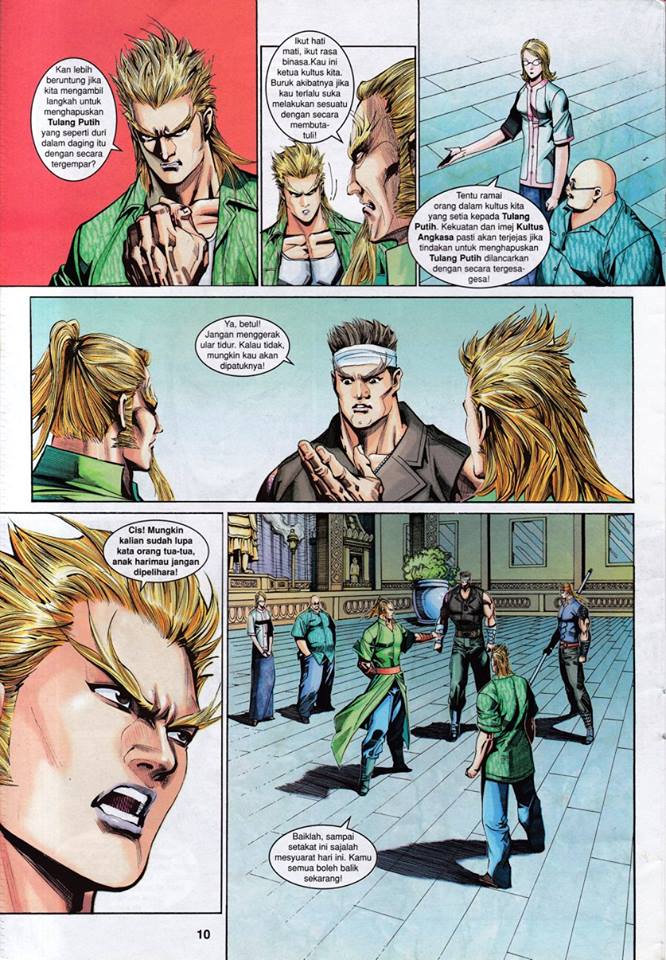 Kan lebih
beruntung jika
kita mengambil
langkah untuk
menghapuskan
Tulang Putih
yang seperti duri
dalam daging itu
dengan secara
tergempar?
Ikut hati
mati, ikut rasa
binasa.Kau ini
ketua kultus kita.
Buruk akibatnya jika
kau terlalu suka
melakukan sesuatu
dengan secara
membuta-
tuli!
Tentu ramai
orang dalam kultus kita
yang setia kepada Tulang
Putih. Kekuatan dan imej Kultus
Angkasa pasti akan terjejas jika
tindakan untuk menghapuskan
Tulang Putih dilancarkan
dengan secara tergesa-
gesa!
Ya, betul!
Jangan menggerak
ular tidur. Kalau tidak,
mungkin kau akan
dipatuknya!
Cis! Mungkin
kalian sudah lupa
kata orang tua-tua,
anak harimau jangan
dipelihara!
Baiklah, sampai
setakat ini sajalah
mesyuarat hari ini. Kamu
semua boleh balik
sekarang!
10